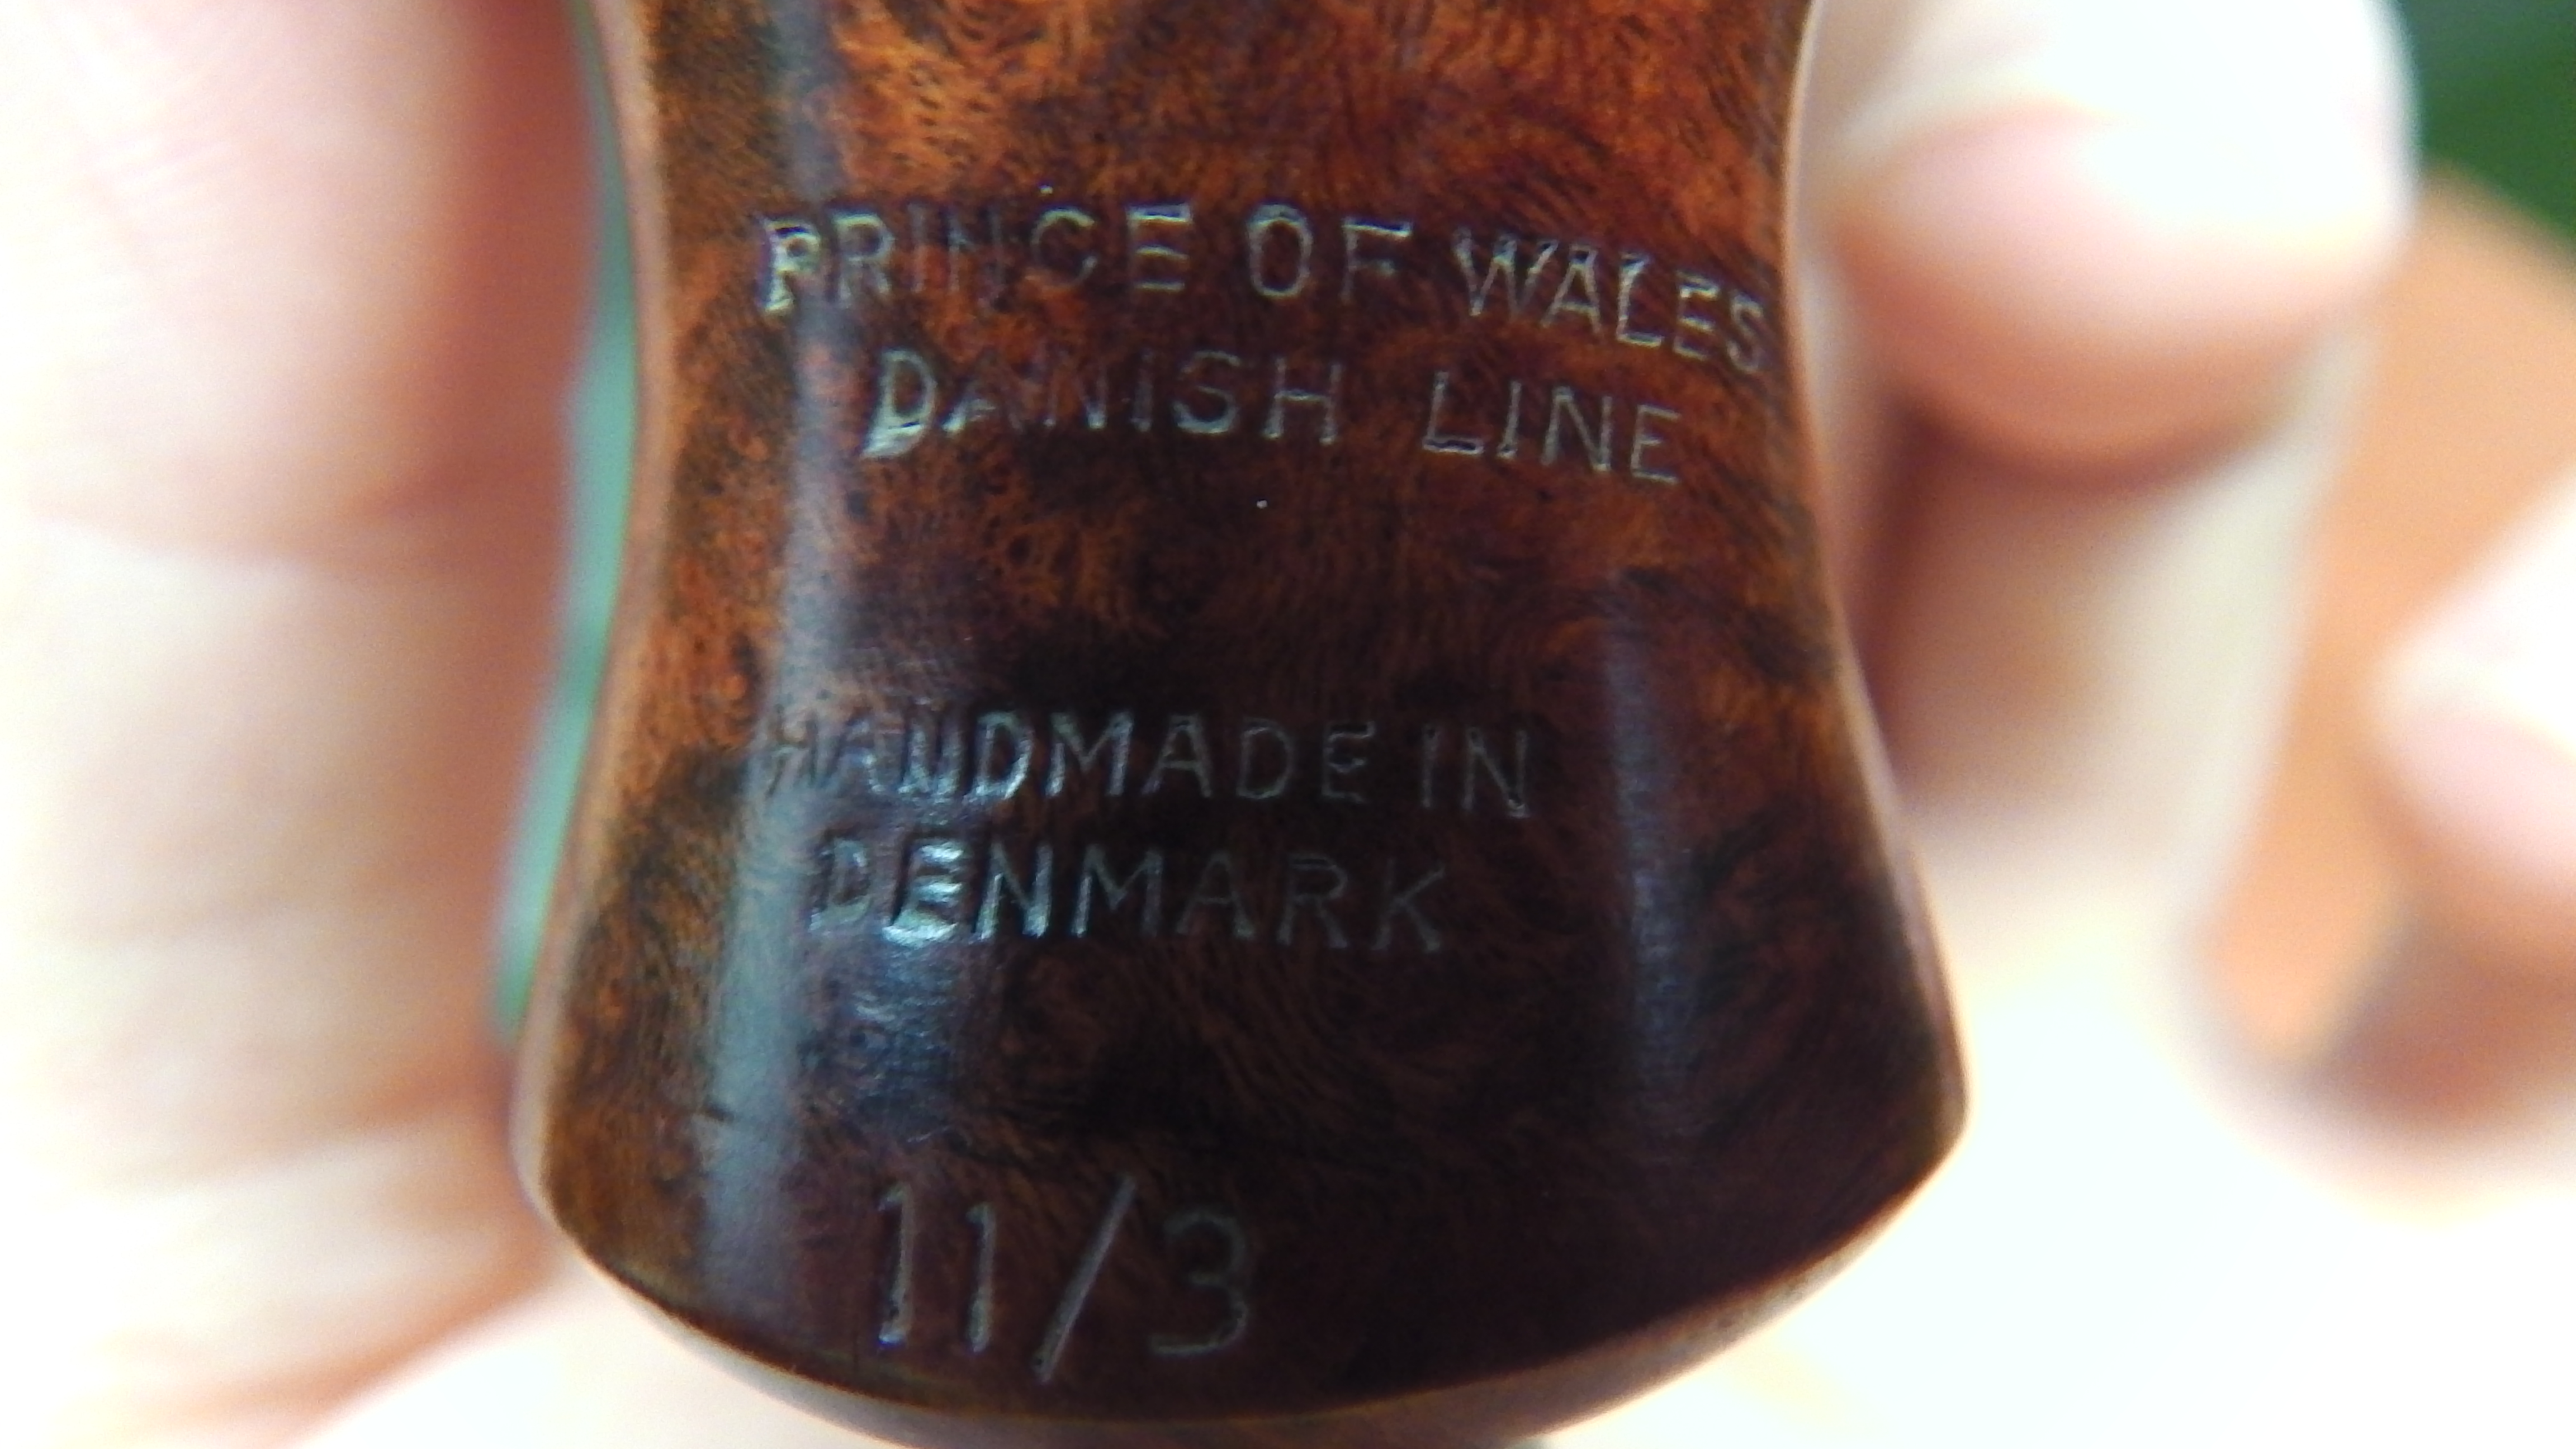 PRINCE OF WALES
DANISH LINE
HANDMADE IN
DENMARK
11/3